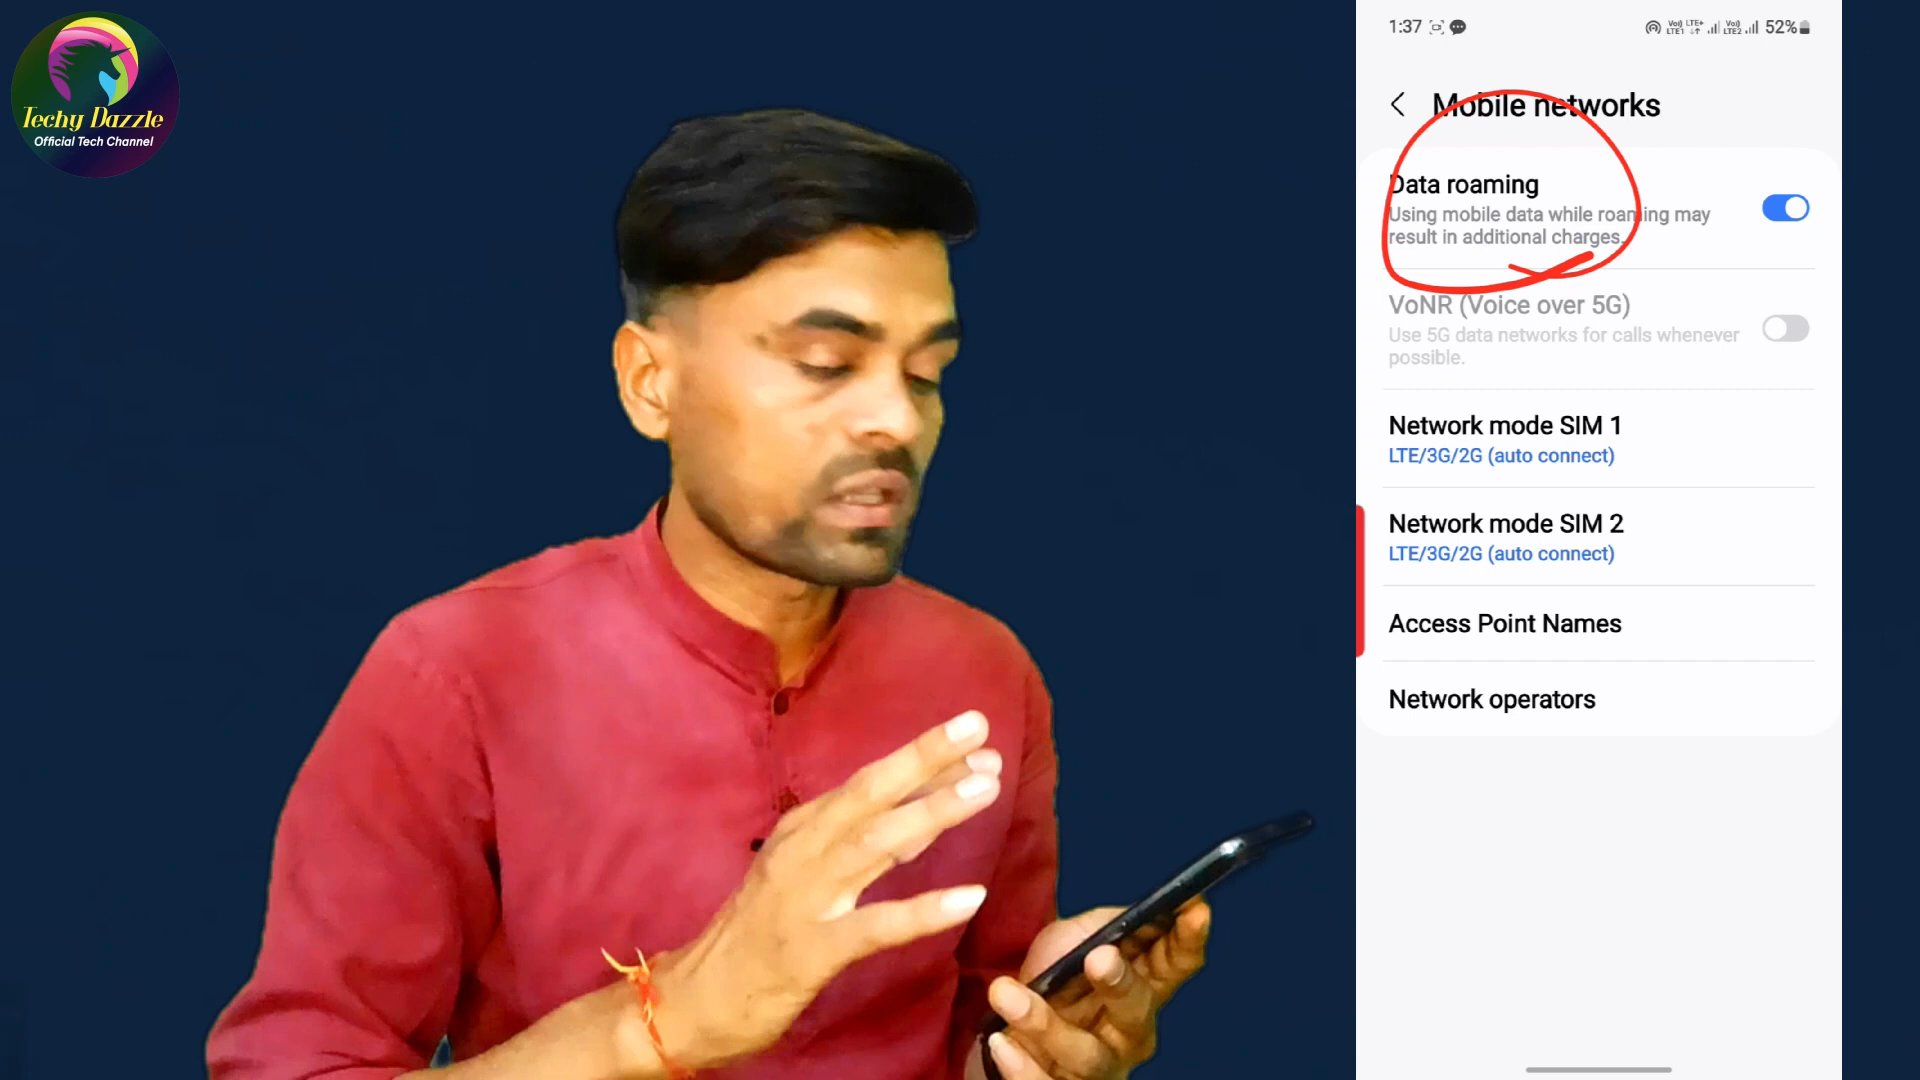 Techy Dazzle
Official Tech Channel
1:37
52%
Mobile networks
Data roaming
Using mobile data while roaming may
result in additional charges.
VoNR (Voice over 5G)
Use 5G data networks for calls whenever
possible.
Network mode SIM 1
LTE/3G/2G (auto connect)
Network mode SIM 2
LTE/3G/2G (auto connect)
Access Point Names
Network operators